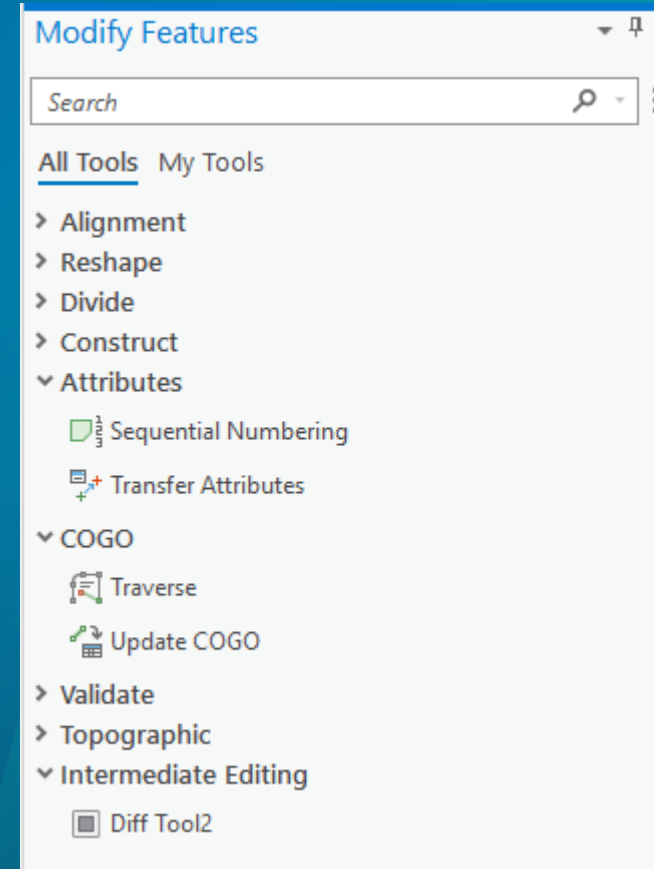 Modify Features
Search
All Tools My Tools
Alignment
Reshape
Divide
Construct
Attributes
Sequential Numbering
Transfer Attributes
COGO
Traverse
Update COGO
Validate
Topographic
Intermediate Editing
Diff Tool2